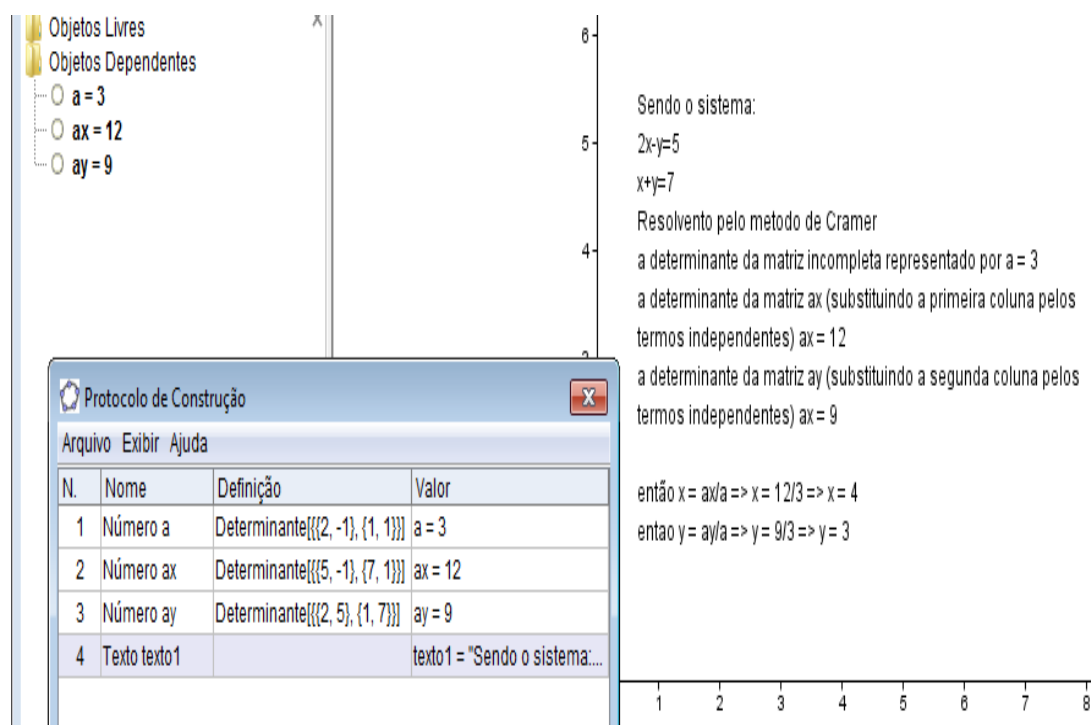 Objetos Livres
X
Objetos Dependentes
a = 3
ax = 12
ay = 9
6
5
4
Sendo o sistema:
2x-y=5
x+y=7
Resolvento pelo metodo de Cramer
a determinante da matriz incompleta representado por a = 3
a determinante da matriz ax (substituindo a primeira coluna pelos
termos independentes) ax = 12
a determinante da matriz ay (substituindo a segunda coluna pelos
termos independentes) ax = 9
então x = ax/a => x = 12/3 => x = 4
entao y = ay/a => y = 9/3 => y = 3
Protocolo de Construção
Arquivo Exibir Ajuda
N. Nome Definição Valor
1 Número a Determinante[{{2, -1}, {1, 1}}] a = 3
2 Número ax Determinante[{{5, -1}, {7, 1}}] ax = 12
3 Número ay Determinante[{{2, 5}, {1, 7}}] ay = 9
4 Texto texto1 texto1 = "Sendo o sistema:...
1 2 3 4 5 6 7 8